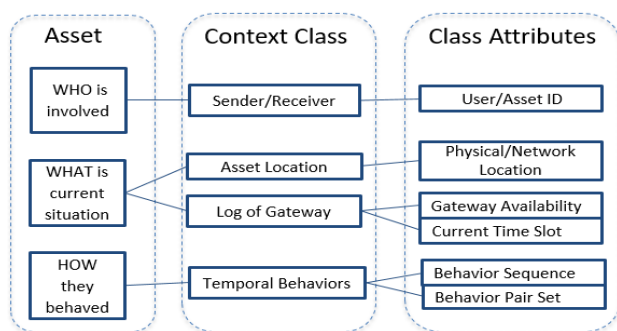 Asset
Context Class
Class Attributes
WHO is
involved
Sender/Receiver
User/Asset ID
WHAT is
current
situation
Asset Location
Physical/Network
Location
Log of Gateway
Gateway Availability
Current Time Slot
HOW
they
behaved
Temporal Behaviors
Behavior Sequence
Behavior Pair Set